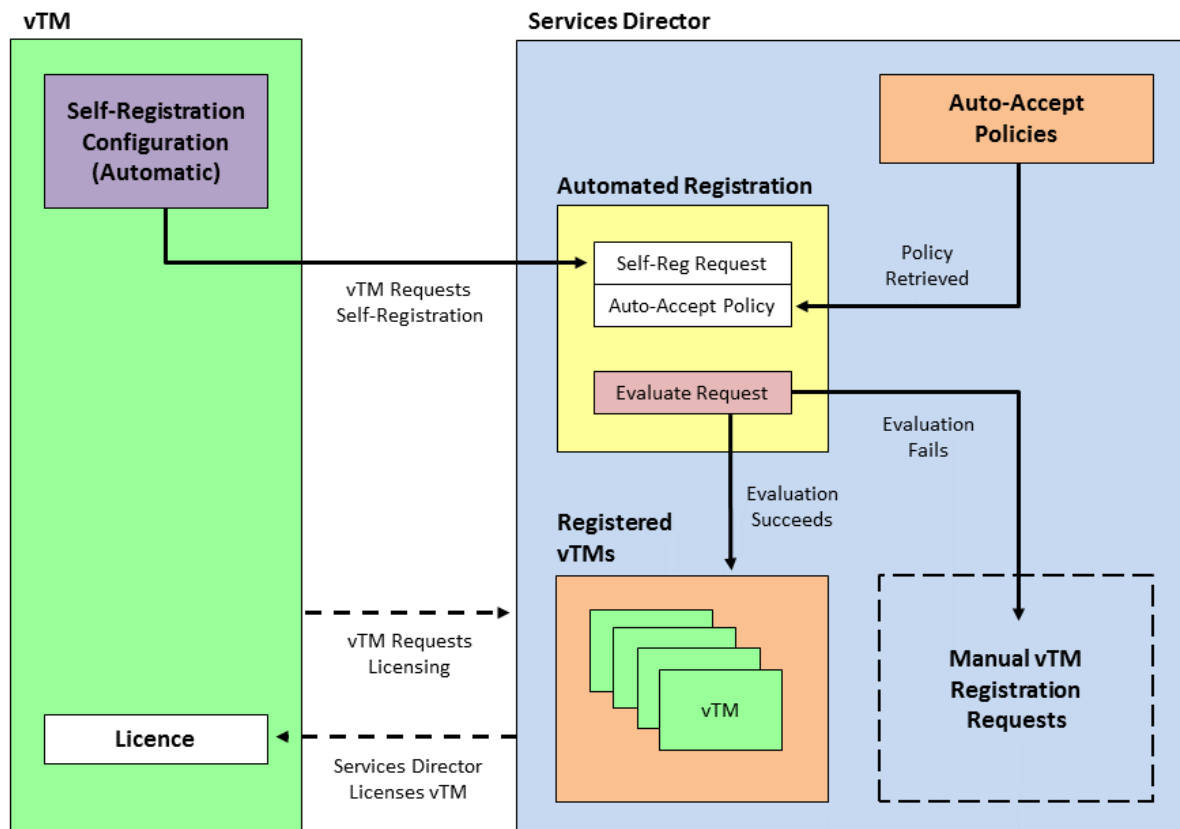 vTM
Services Director
Self-Registration
Configuration
(Automatic)
Auto-Accept
Policies
Automated Registration
Self-Reg Request
Auto-Accept Policy
Policy
Retrieved
vTM Requests
Self-Registration
Evaluate Request
Evaluation
Fails
Evaluation
Succeeds
Registered
vTMs
vTM Requests
Licensing
vTM
Manual vTM
Registration
Requests
Licence
Services Director
Licenses vTM